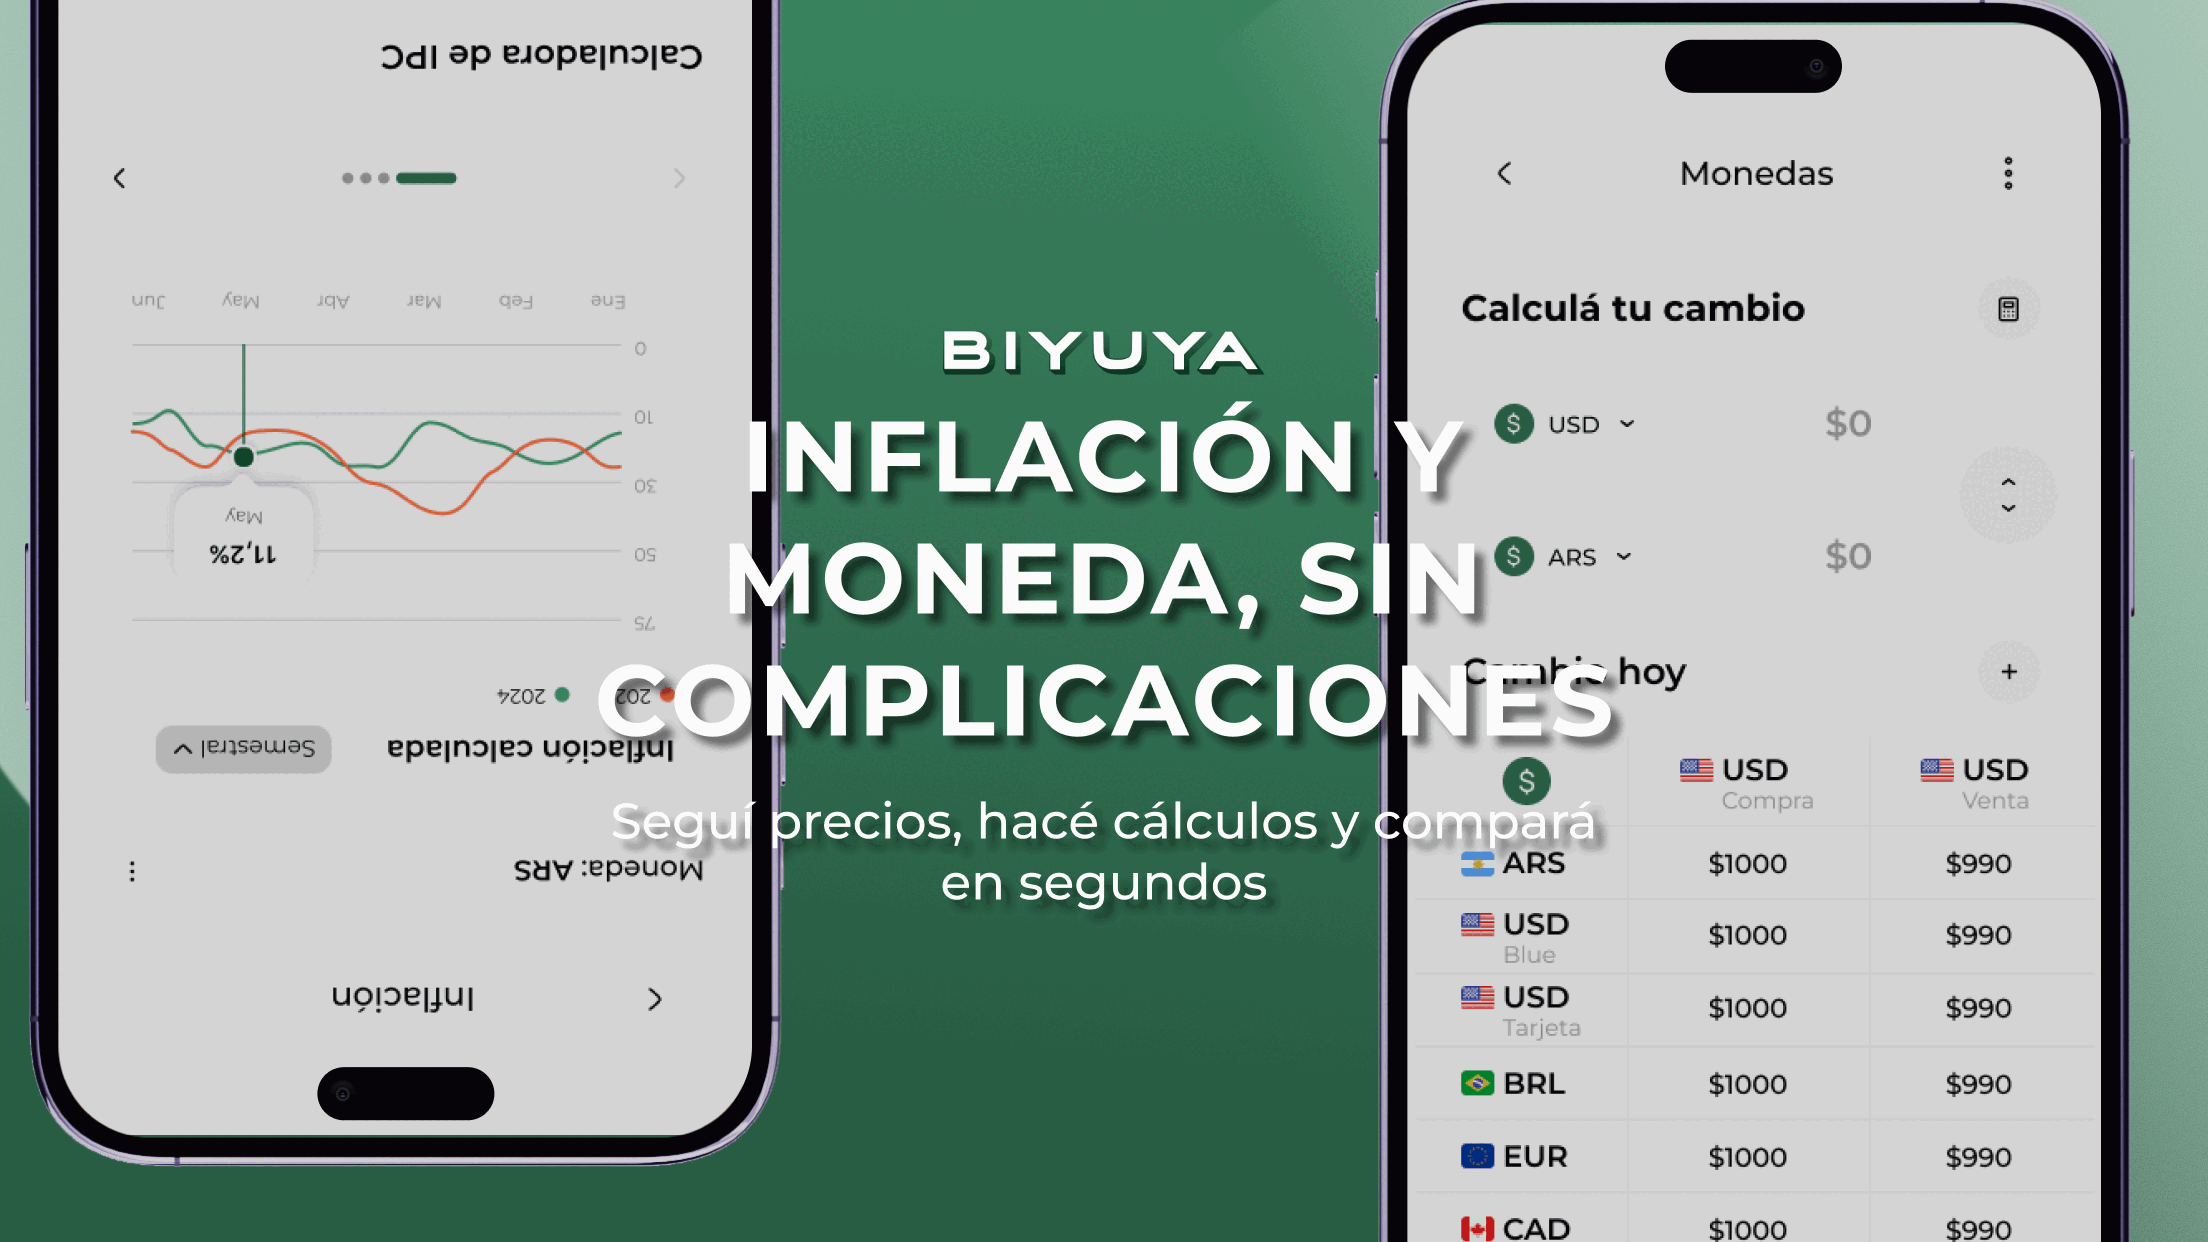 BIYUYA
INFLACIÓN Y
MONEDA, SIN
COMPLICACIONES
Seguí precios, hacé cálculos y compará
en segundos
Inflación
Moneda: ARS
Inflación calculada
Semestral
202
2024
75
50
30
10
0
11,2%
May
Ene
Feb
Mar
Abr
May
Jun
Calculadora de IPC
Monedas
Calculá tu cambio
USD
$0
ARS
$0
Cambio hoy
USD
Compra
USD
Venta
ARS $1000 $990
USD $1000 $990
Blue
USD $1000 $990
Tarjeta
BRL $1000 $990
EUR $1000 $990
CAD $1000 $990